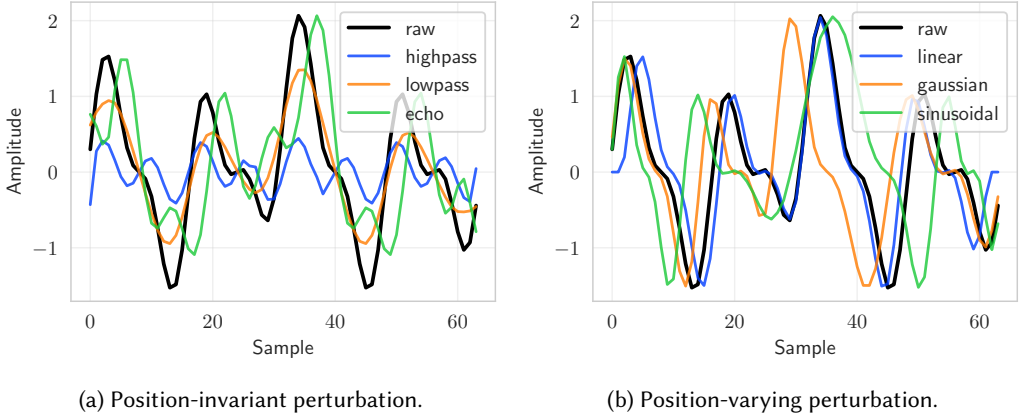 2
1
0
−1
0
20
40
60
Amplitude
Sample
raw
highpass
lowpass
echo
(a) Position-invariant perturbation.
2
1
0
−1
0
20
40
60
Amplitude
Sample
raw
linear
gaussian
sinusoidal
(b) Position-varying perturbation.